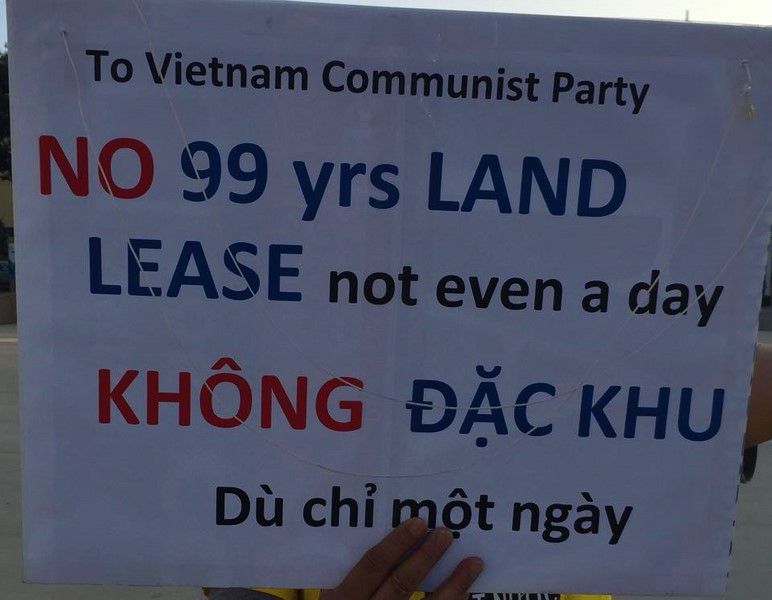 To Vietnam Communist Party
NO 99 yrs LAND
LEASE not even a day
KHÔNG ĐẶC KHU
Dù chỉ một ngày